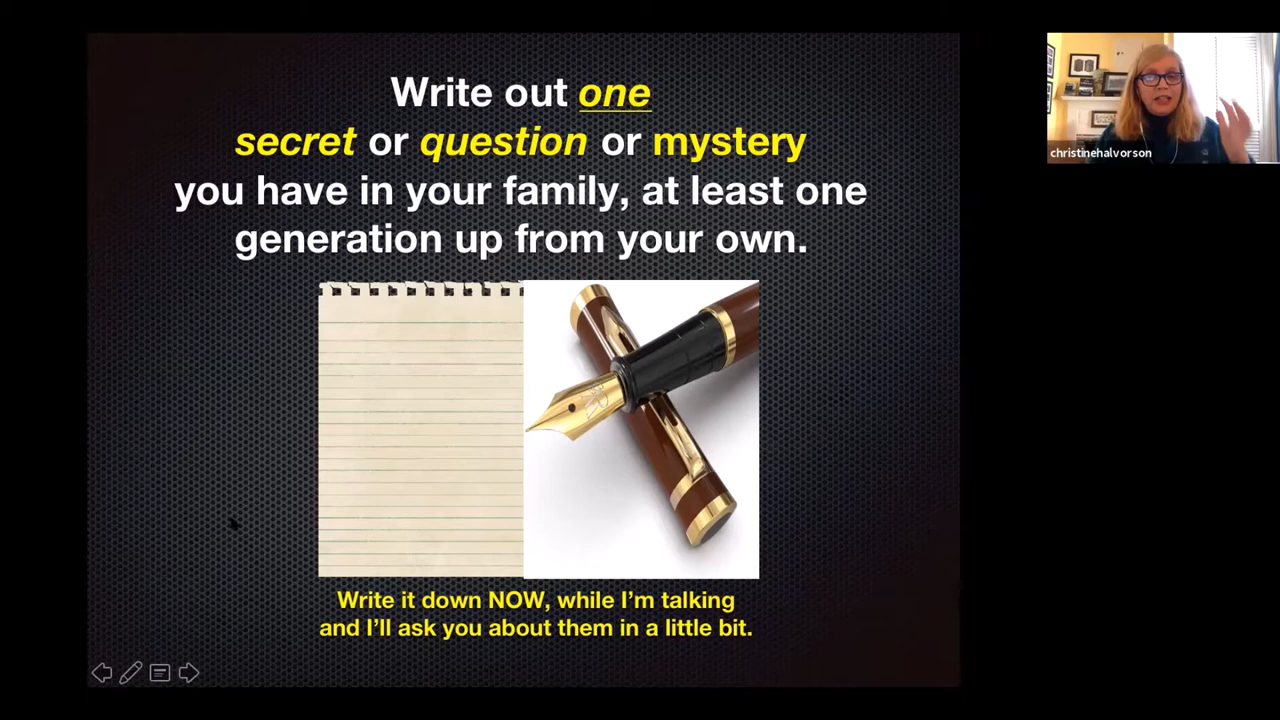 Write out one
secret or question or mystery
you have in your family, at least one
generation up from your own.
Write it down NOW, while I’m talking
and I’ll ask you about them in a little bit.
christinehalvorson